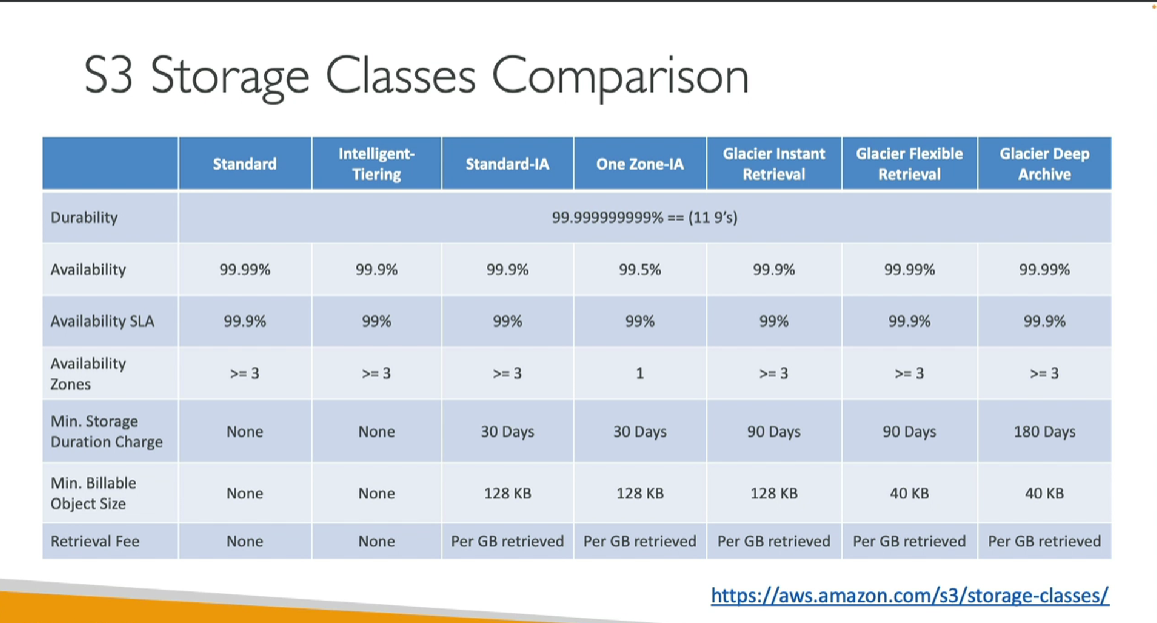 S3 Storage Classes Comparison
Standard Intelligent-Tiering Standard-IA One Zone-IA Glacier Instant Retrieval Glacier Flexible Retrieval Glacier Deep Archive
Durability 99.999999999% == (11 9's)
Availability 99.99% 99.9% 99.9% 99.5% 99.9% 99.99% 99.99%
Availability SLA 99.9% 99% 99% 99% 99% 99.9% 99.9%
Availability Zones >= 3 >= 3 >= 3 1 >= 3 >= 3 >= 3
Min. Storage Duration Charge None None 30 Days 30 Days 90 Days 90 Days 180 Days
Min. Billable Object Size None None 128 KB 128 KB 128 KB 40 KB 40 KB
Retrieval Fee None None Per GB retrieved Per GB retrieved Per GB retrieved Per GB retrieved Per GB retrieved
https://aws.amazon.com/s3/storage-classes/